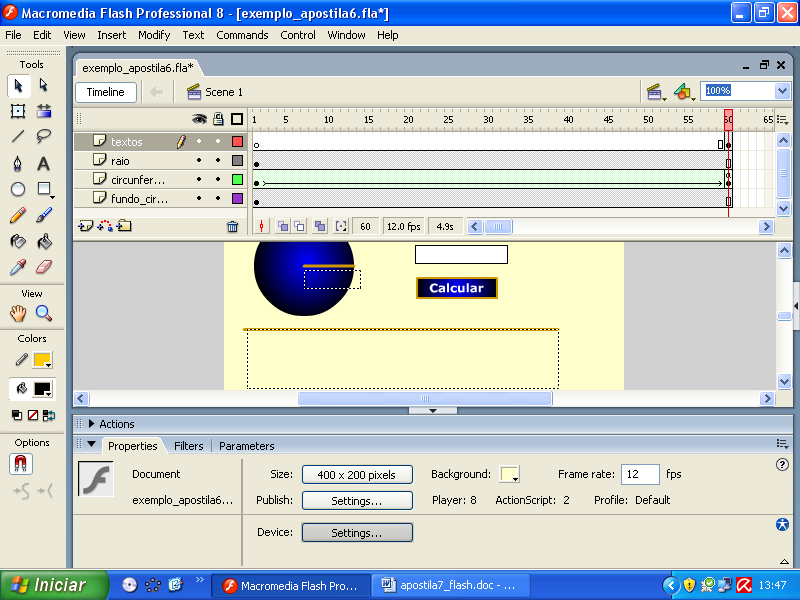 Macromedia Flash Professional 8 - [exemplo_apostila6.fla*]
File Edit View Insert Modify Text Commands Control Window Help
Tools
exemplo_apostila6.fla*
Timeline Scene 1 100%
1 5 10 15 20 25 30 35 40 45 50 55 60 65
textos
raio
circunfer...
fundo_cir...
60 12.0 fps 4.9s
View
Colors
Options
Calcular
Actions
Properties Filters Parameters
Document Size: 400 x 200 pixels Background: Frame rate: 12 fps
exemplo_apostila6... Publish: Settings... Player: 8 ActionScript: 2 Profile: Default
Device: Settings...
Iniciar Macromedia Flash Pro... apostila7_flash.doc - ... 13:47